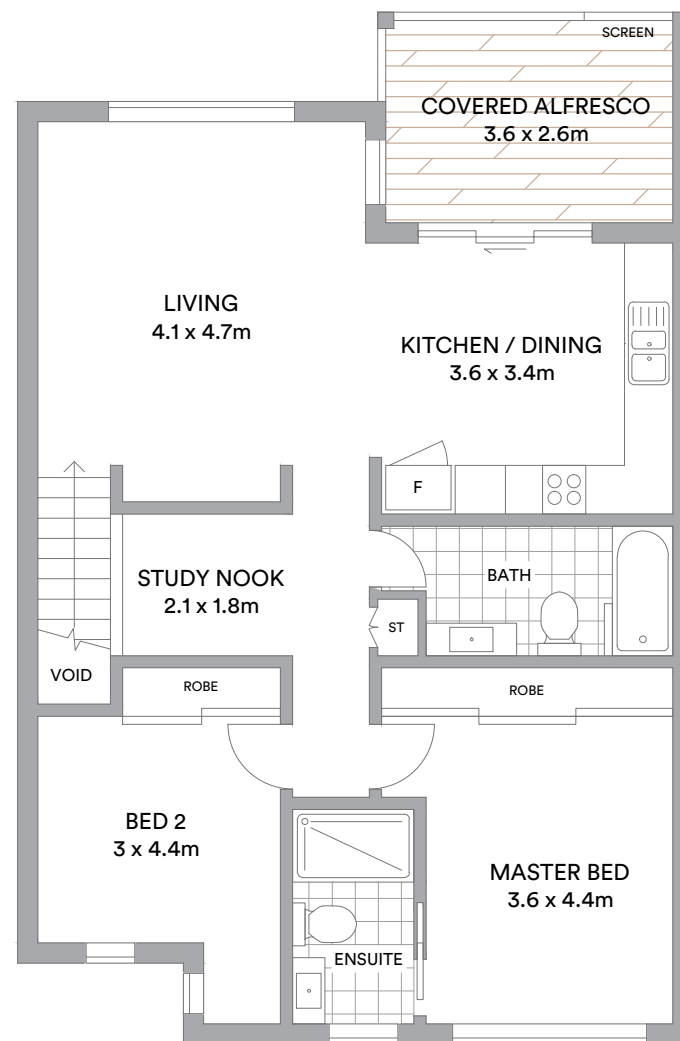 SCREEN
COVERED ALFRESCO
3.6 x 2.6m
LIVING
4.1 x 4.7m
KITCHEN / DINING
3.6 x 3.4m
F
STUDY NOOK
2.1 x 1.8m
BATH
ST
VOID
ROBE
ROBE
BED 2
3 x 4.4m
MASTER BED
3.6 x 4.4m
ENSUITE